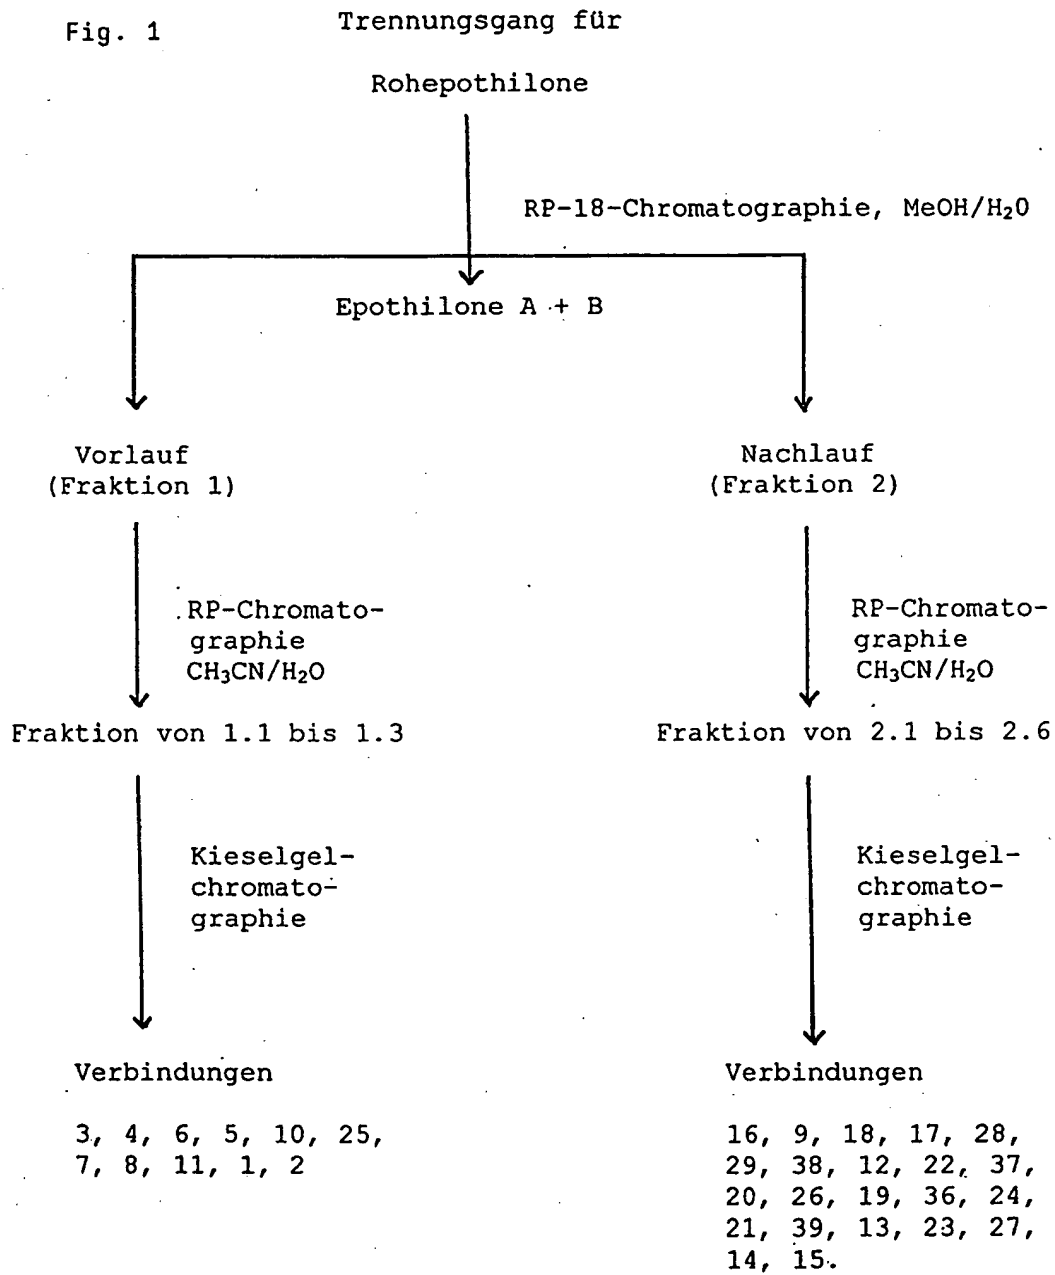 Fig. 1
Trennungsgang für
Rohepothilone
RP-18-Chromatographie, MeOH/H₂O
Epothilone A + B
Vorlauf
(Fraktion 1)
Nachlauf
(Fraktion 2)
RP-Chromato-
graphie
CH₃CN/H₂O
RP-Chromato-
graphie
CH₃CN/H₂O
Fraktion von 1.1 bis 1.3
Fraktion von 2.1 bis 2.6
Kieselgel-
chromato-
graphie
Kieselgel-
chromato-
graphie
Verbindungen
3, 4, 6, 5, 10, 25,
7, 8, 11, 1, 2
Verbindungen
16, 9, 18, 17, 28,
29, 38, 12, 22, 37,
20, 26, 19, 36, 24,
21, 39, 13, 23, 27,
14, 15.